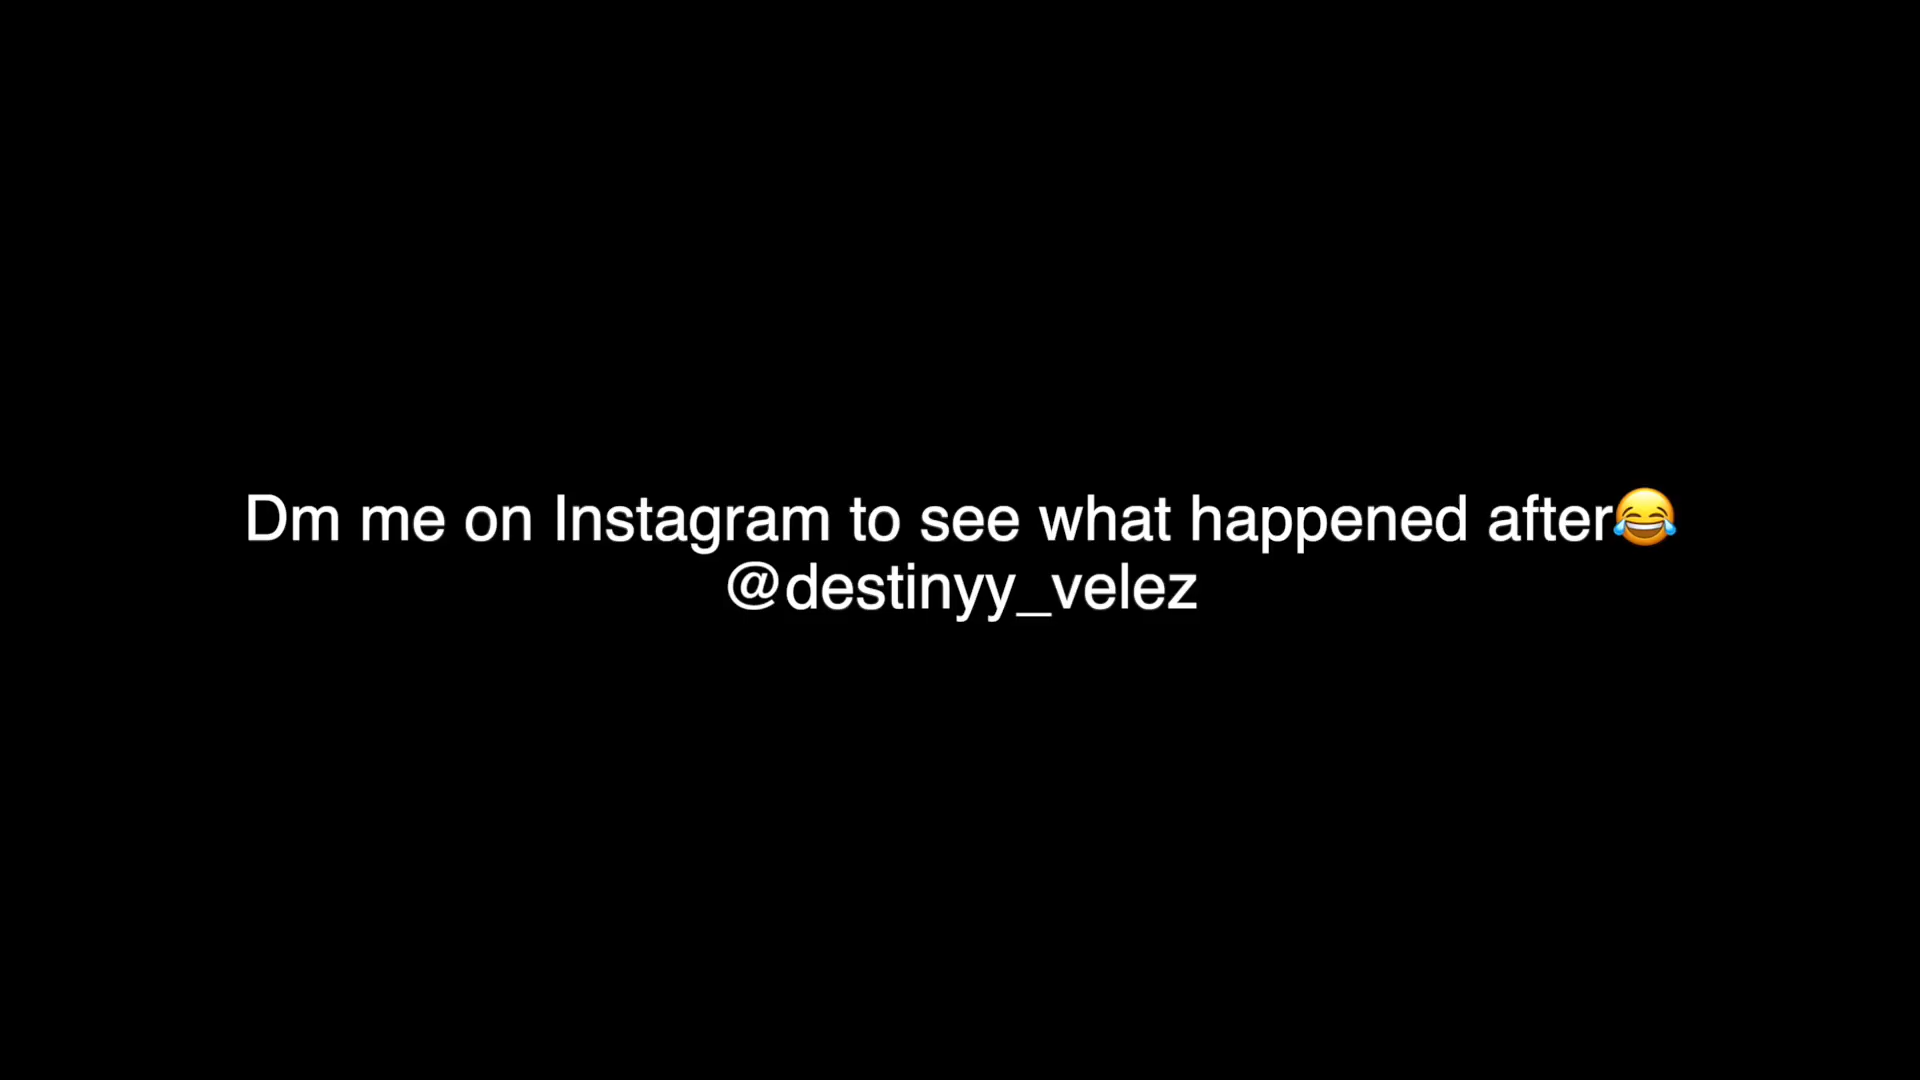 Dm me on Instagram to see what happened after😂
@destinyy_velez